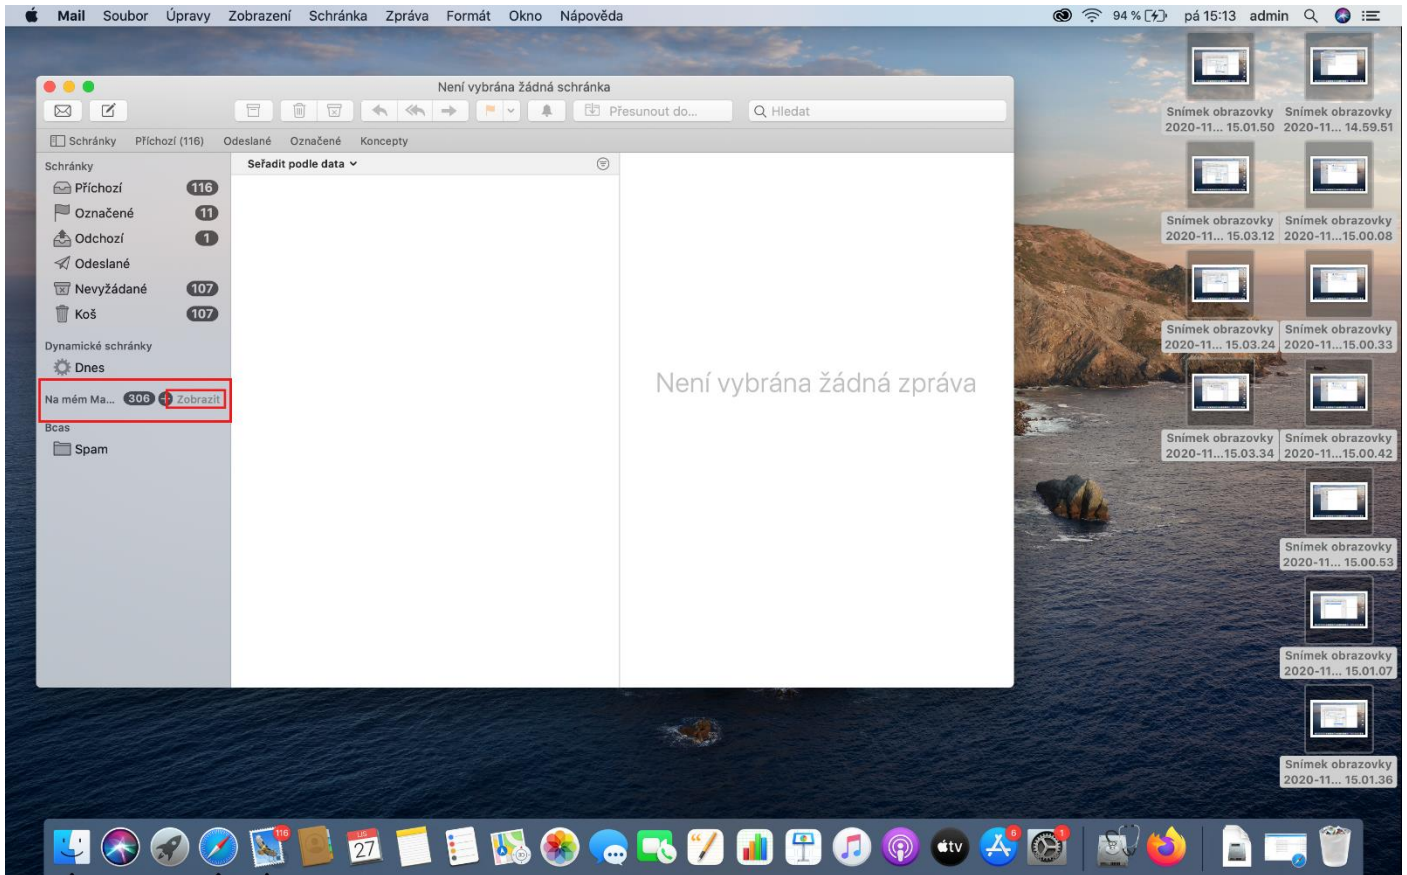 Mail Soubor Úpravy Zobrazení Schránka Zpráva Formát Okno Nápověda
94 % pá 15:13 admin
Není vybrána žádná schránka
Přesunout do...
Hledat
Schránky Příchozí (116) Odeslané Označené Koncepty
Schránky
Příchozí 116
Označené 11
Odchozí 1
Odeslané
Nevyžádané 107
Koš 107
Dynamické schránky
Dnes
Na mém Ma... 306 Zobrazit
Bcas
Spam
Seřadit podle data
Není vybrána žádná zpráva
Snímek obrazovky
2020-11... 15.01.50
Snímek obrazovky
2020-11... 14.59.51
Snímek obrazovky
2020-11... 15.03.12
Snímek obrazovky
2020-11...15.00.08
Snímek obrazovky
2020-11... 15.03.24
Snímek obrazovky
2020-11...15.00.33
Snímek obrazovky
2020-11...15.03.34
Snímek obrazovky
2020-11...15.00.42
Snímek obrazovky
2020-11... 15.00.53
Snímek obrazovky
2020-11... 15.01.07
Snímek obrazovky
2020-11... 15.01.36
116
LIS
27
tv
6
1